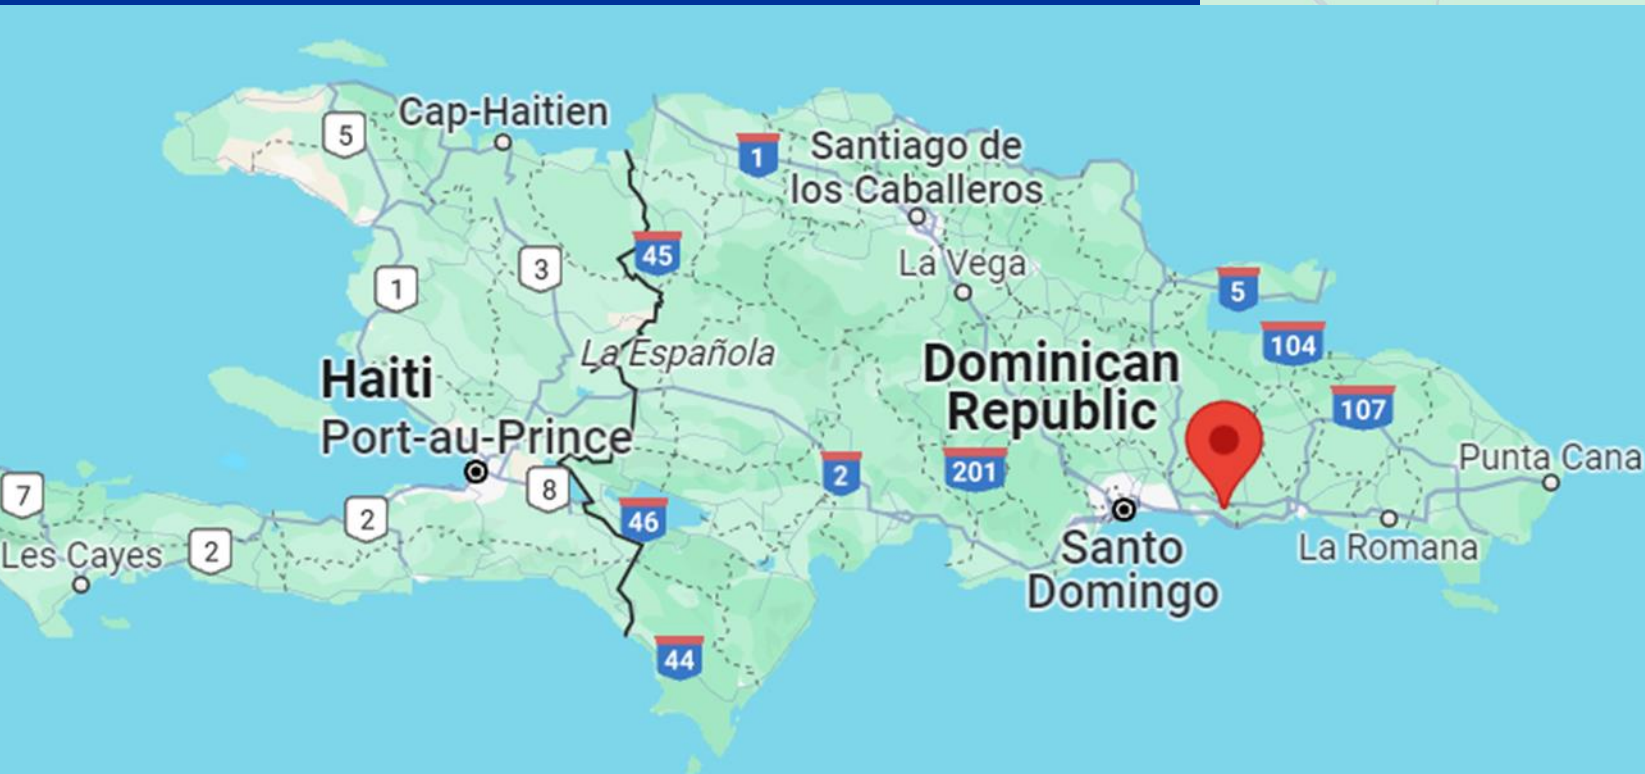 Cap-Haitien
5
1
Santiago de
los Caballeros
45
3
1
La Vega
5
104
La Española
Haiti
Dominican
Republic
107
Port-au-Prince
Punta Cana
2
201
7
8
2
46
2
Les Cayes
Santo
Domingo
La Romana
44